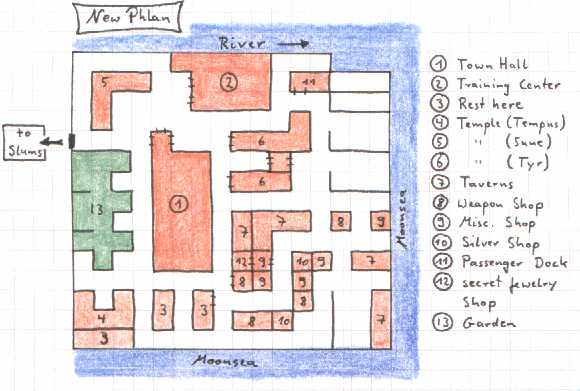 New Phlan
River →
to
Slums
Moonsea
Moonsea
5
2
11
6
6
1
13
7
7
8
9
12
9
10
9
7
8
9
9
8
4
3
3
3
8
10
7
① Town Hall
② Training Center
③ Rest here
④ Temple (Tempus)
⑤ " (Sune)
⑥ " (Tyr)
⑦ Taverns
⑧ Weapon Shop
⑨ Misc. Shop
⑩ Silver Shop
⑪ Passenger Dock
⑫ secret Jewelry
Shop
⑬ Garden